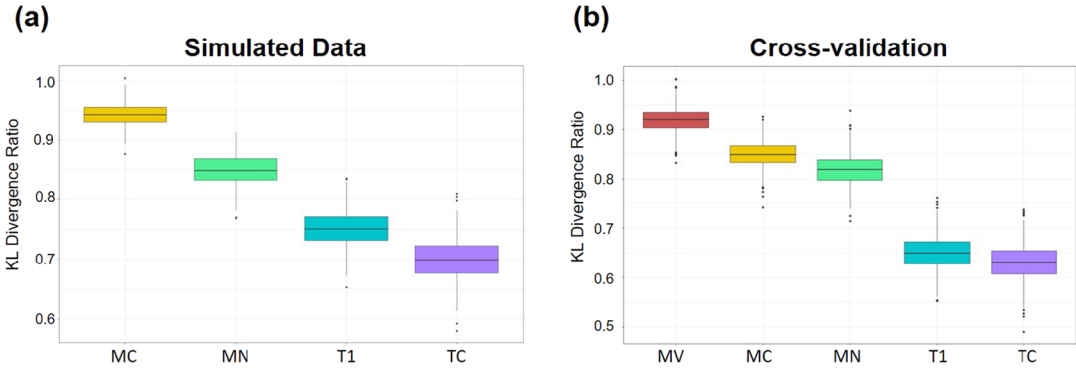 (a)
Simulated Data
KL Divergence Ratio
1.0
0.9
0.8
0.7
0.6
MC MN T1 TC
(b)
Cross-validation
KL Divergence Ratio
1.0
0.9
0.8
0.7
0.6
0.5
MV MC MN T1 TC